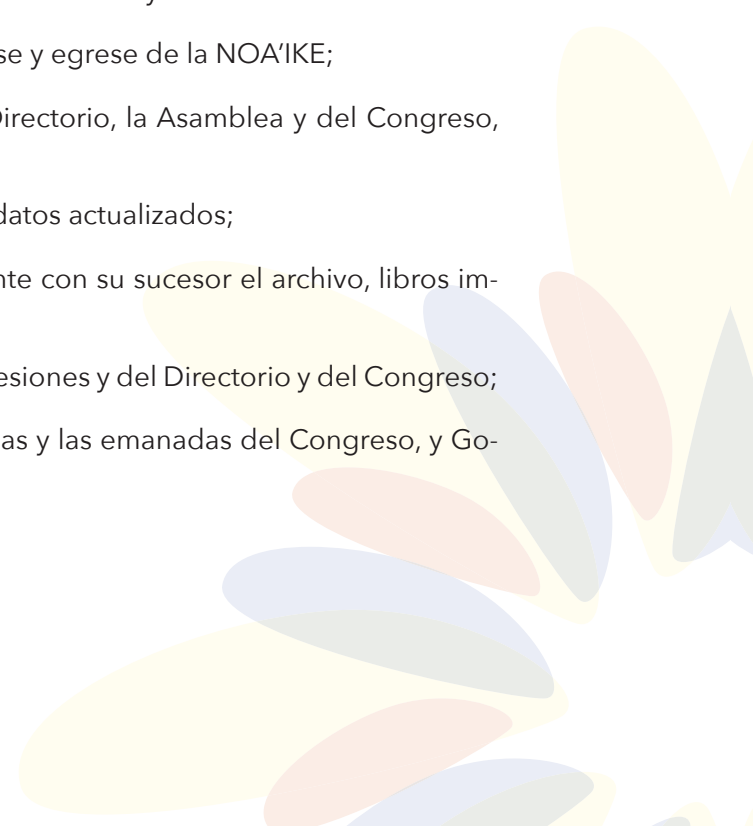 se y egrese de la NOA'IKE;
Directorio, la Asamblea y del Congreso,
datos actualizados;
nte con su sucesor el archivo, libros im-
esiones y del Directorio y del Congreso;
as y las emanadas del Congreso, y Go-